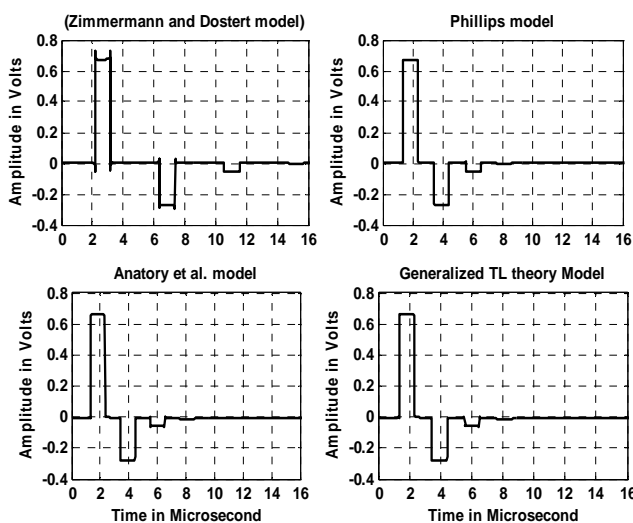 (Zimmermann and Dostert model)
Phillips model
Amplitude in Volts
0.8
0.6
0.4
0.2
0
-0.2
-0.4
0 2 4 6 8 10 12 14 16
Amplitude in Volts
0.8
0.6
0.4
0.2
0
-0.2
-0.4
0 2 4 6 8 10 12 14 16
Anatory et al. model
Generalized TL theory Model
Amplitude in Volts
0.8
0.6
0.4
0.2
0
-0.2
-0.4
0 2 4 6 8 10 12 14 16
Time in Microsecond
Amplitude in Volts
0.8
0.6
0.4
0.2
0
-0.2
-0.4
0 2 4 6 8 10 12 14 16
Time in Microsecond